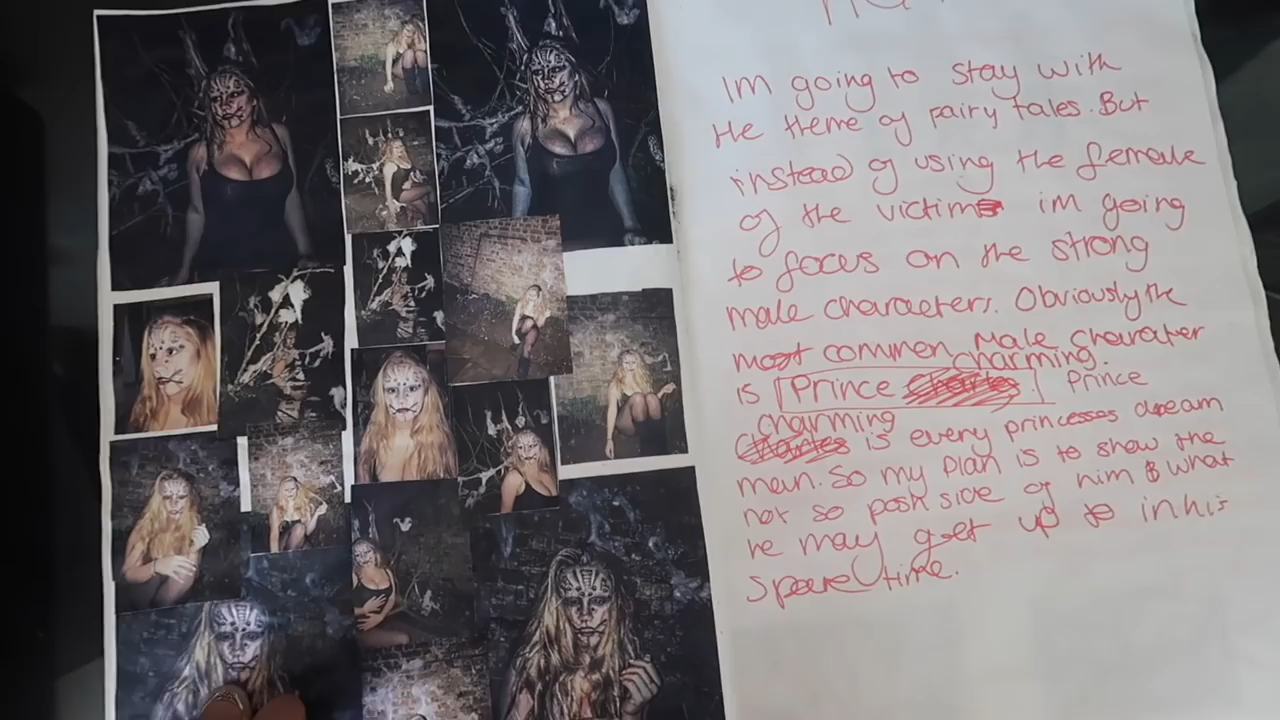 Im going to stay with
the theme of fairy tales. But
instead of using the female
of the victim im going
to focus on the strong
male characters. Obviously the
most common Male Character
is Prince charming. Prince
charming is every princesses dream
man. So my plan is to show the
not so posh side of him & what
he may get up to in his
spare time.